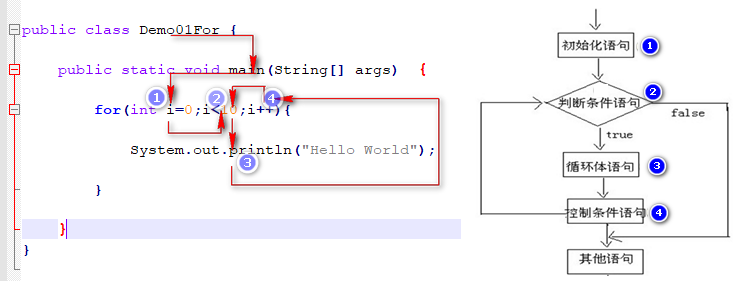 public class Demo01For {
public static void main(String[] args) {
1 2 4
for(int i=0;i<10;i++){
System.out.println("Hello World");
3
}
}
}
初始化语句 1
判断条件语句 2
false
true
循环体语句 3
控制条件语句 4
其他语句